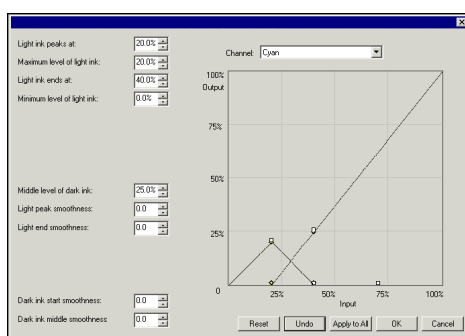 Light ink peaks at: 20.0%
Maximum level of light ink: 20.0%
Light ink ends at: 40.0%
Minimum level of light ink: 0.0%
Middle level of dark ink: 25.0%
Light peak smoothness: 0.0
Light end smoothness: 0.0
Dark ink start smoothness: 0.0
Dark ink middle smoothness: 0.0
Channel: Cyan
100%
Output
75%
50%
25%
0
25% 50% 75% 100%
Input
Reset Undo Apply to All OK Cancel